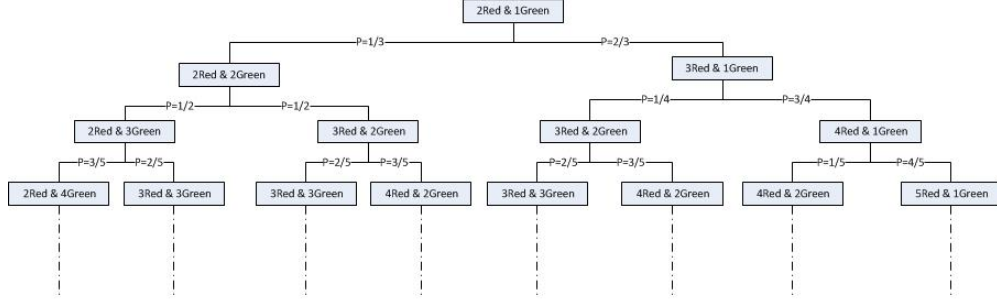 2Red & 1Green
P=1/3
P=2/3
2Red & 2Green
3Red & 1Green
P=1/2
P=1/2
P=1/4
P=3/4
2Red & 3Green
3Red & 2Green
3Red & 2Green
4Red & 1Green
P=3/5
P=2/5
P=2/5
P=3/5
P=2/5
P=3/5
P=1/5
P=4/5
2Red & 4Green
3Red & 3Green
3Red & 3Green
4Red & 2Green
3Red & 3Green
4Red & 2Green
4Red & 2Green
5Red & 1Green